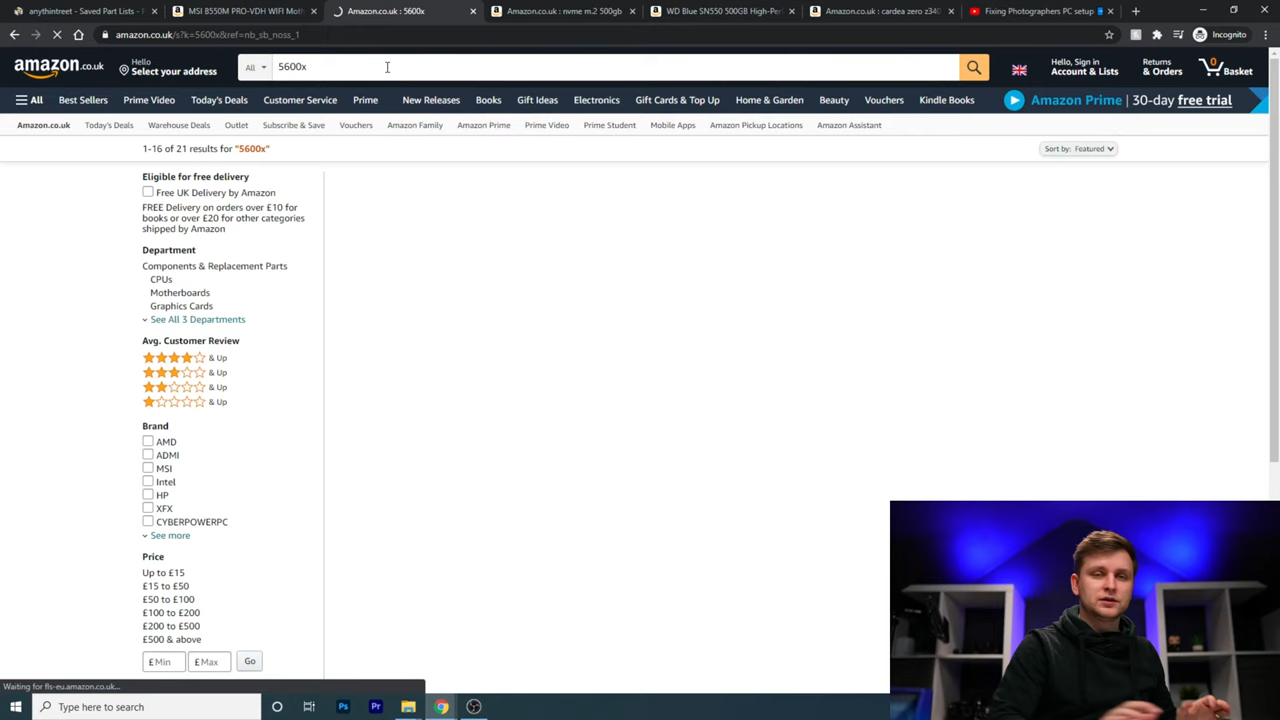 anythintreet - Saved Part Lists -
MSI B550M PRO-VDH WIFI Moth
Amazon.co.uk : 5600x
Amazon.co.uk : nvme m.2 500gb
WD Blue SN550 500GB High-Perf
Amazon.co.uk : cardea zero z340
Fixing Photographers PC setup
amazon.co.uk/s?k=5600x&ref=nb_sb_noss_1
Incognito
amazon.co.uk
Hello
Select your address
All
5600x
Hello, Sign in
Account & Lists
Returns
& Orders
0
Basket
All
Best Sellers
Prime Video
Today's Deals
Customer Service
Prime
New Releases
Books
Gift Ideas
Electronics
Gift Cards & Top Up
Home & Garden
Beauty
Vouchers
Kindle Books
Amazon Prime | 30-day free trial
Amazon.co.uk
Today's Deals
Warehouse Deals
Outlet
Subscribe & Save
Vouchers
Amazon Family
Amazon Prime
Prime Video
Prime Student
Mobile Apps
Amazon Pickup Locations
Amazon Assistant
1-16 of 21 results for "5600x"
Sort by: Featured
Eligible for free delivery
Free UK Delivery by Amazon
FREE Delivery on orders over £10 for
books or over £20 for other categories
shipped by Amazon
Department
Components & Replacement Parts
CPUs
Motherboards
Graphics Cards
See All 3 Departments
Avg. Customer Review
& Up
& Up
& Up
& Up
Brand
AMD
ADMI
MSI
Intel
HP
XFX
CYBERPOWERPC
See more
Price
Up to £15
£15 to £50
£50 to £100
£100 to £200
£200 to £500
£500 & above
£ Min
£ Max
Go
Waiting for fls-eu.amazon.co.uk...
Type here to search
Ps
Pr